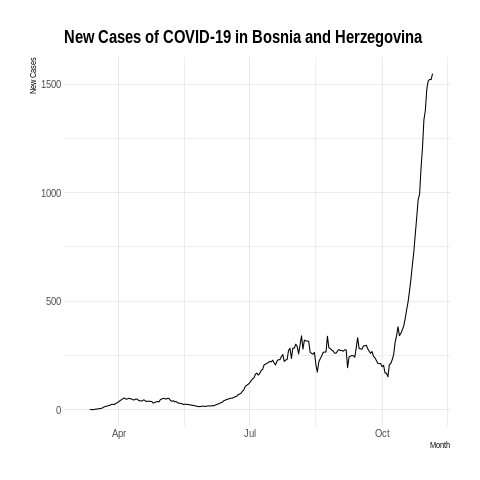 New Cases of COVID-19 in Bosnia and Herzegovina
New Cases
1500
1000
500
0
Apr
Jul
Oct
Month